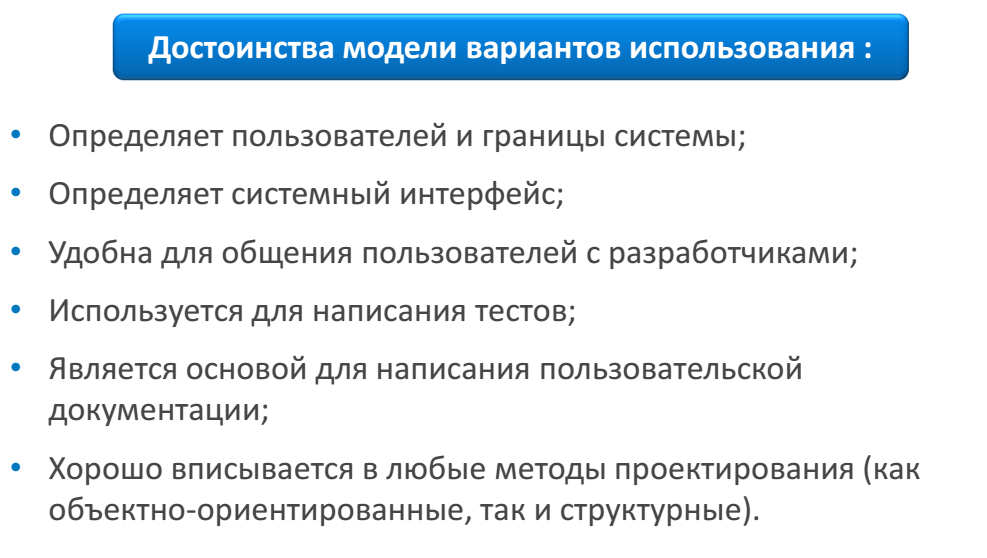 Достоинства модели вариантов использования :
• Определяет пользователей и границы системы;
• Определяет системный интерфейс;
• Удобна для общения пользователей с разработчиками;
• Используется для написания тестов;
• Является основой для написания пользовательской
документации;
• Хорошо вписывается в любые методы проектирования (как
объектно-ориентированные, так и структурные).